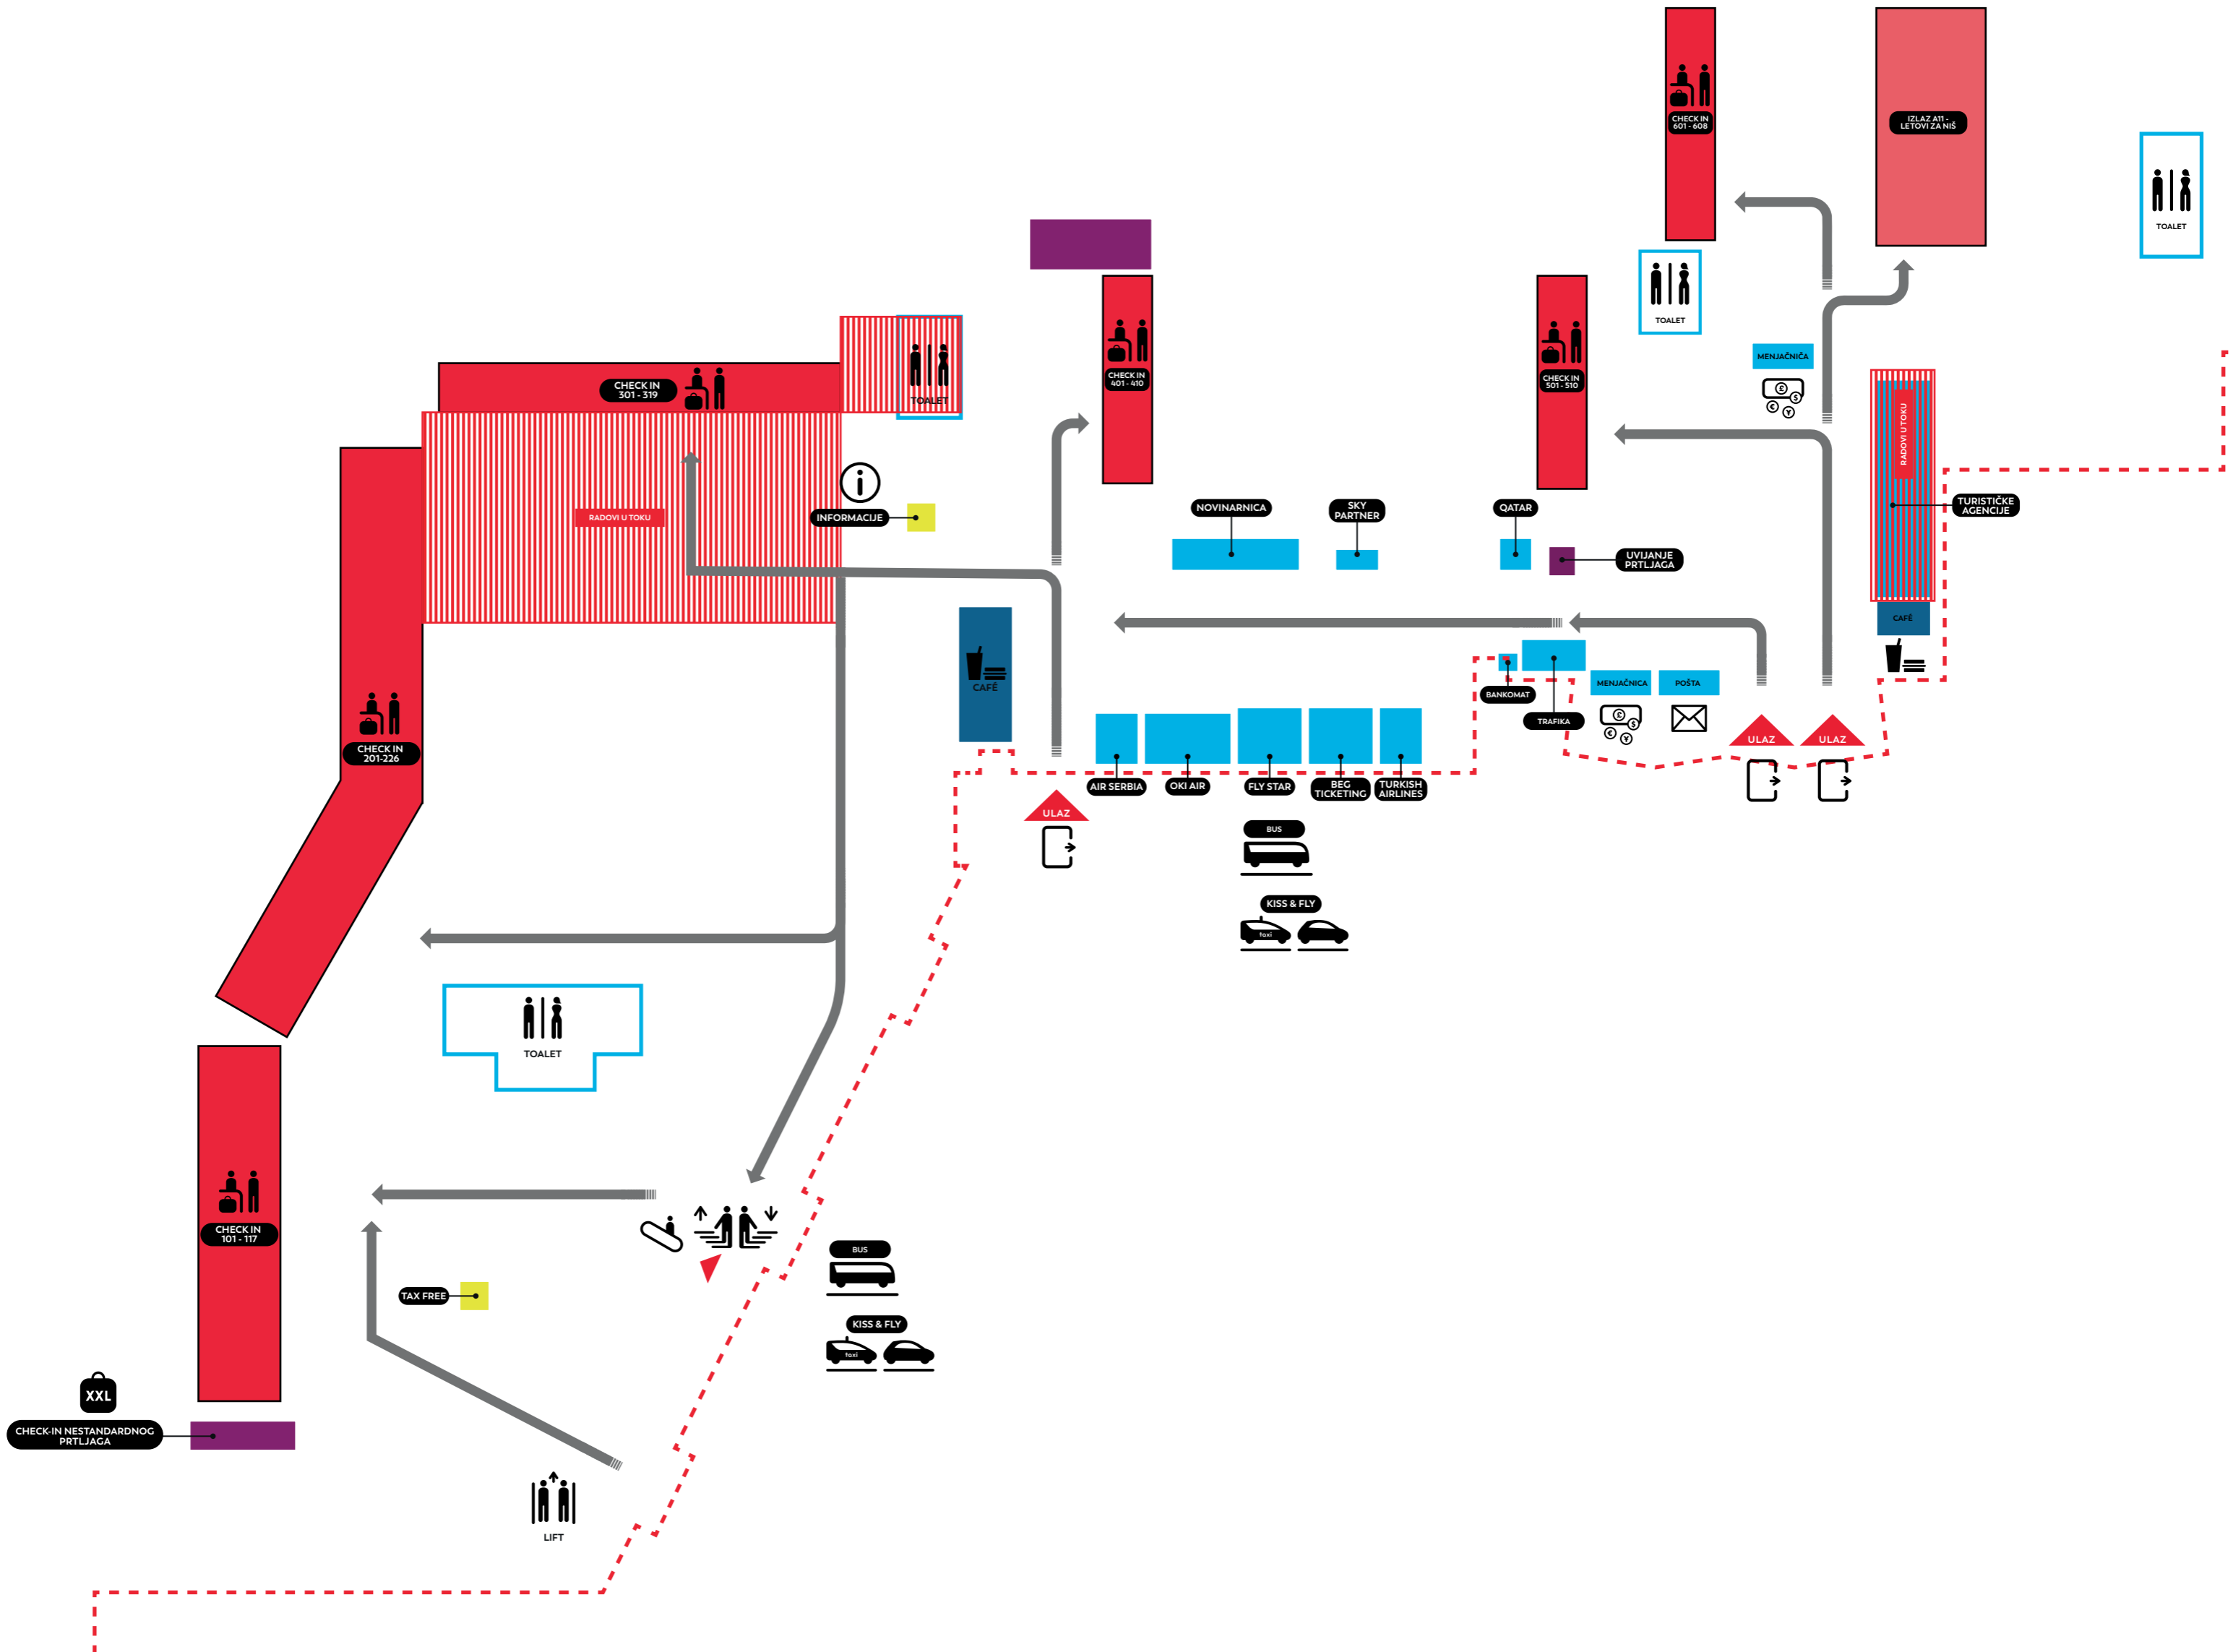 CHECK IN
601 - 608
IZLAZ A11 -
LETOVI ZA NIŠ
TOALET
TOALET
MENJAČNIČA
£
$
€
¥
CHECK IN
401 - 410
CHECK IN
501 - 510
CHECK IN
301 - 319
TOALET
RADOVI U TOKU
TURISTIČKE
AGENCIJE
NOVINARNICA
SKY
PARTNER
QATAR
INFORMACIJE
RADOVI U TOKU
UVIJANJE
PRTLJAGA
CAFÉ
CAFÉ
BANKOMAT
TRAFIKA
MENJAČNICA
£
$
€
¥
POŠTA
ULAZ
ULAZ
CHECK IN
201-226
AIR SERBIA
OKI AIR
FLY STAR
BEG
TICKETING
TURKISH
AIRLINES
ULAZ
BUS
KISS & FLY
taxi
TOALET
CHECK IN
101 - 117
BUS
TAX FREE
KISS & FLY
taxi
XXL
CHECK-IN NESTANDARDNOG
PRTLJAGA
LIFT